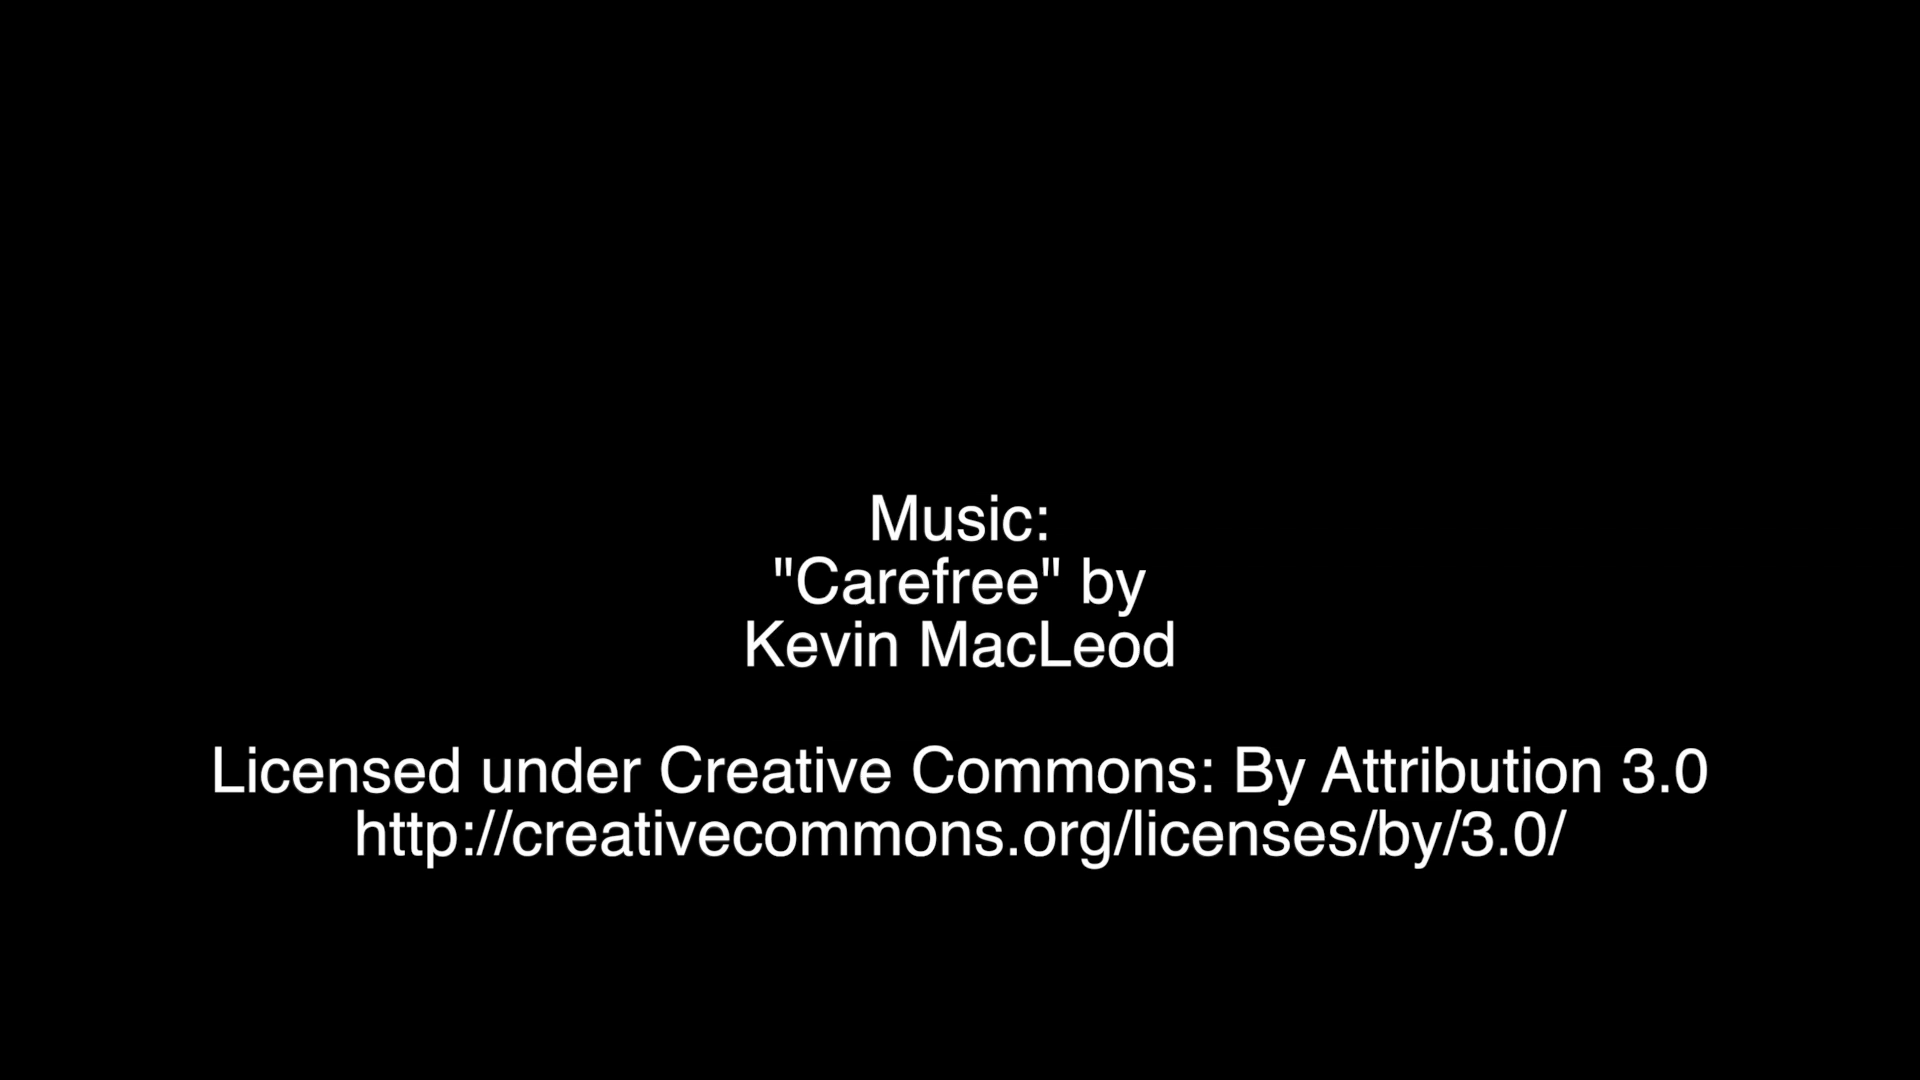 Music:
"Carefree" by
Kevin MacLeod
Licensed under Creative Commons: By Attribution 3.0
http://creativecommons.org/licenses/by/3.0/